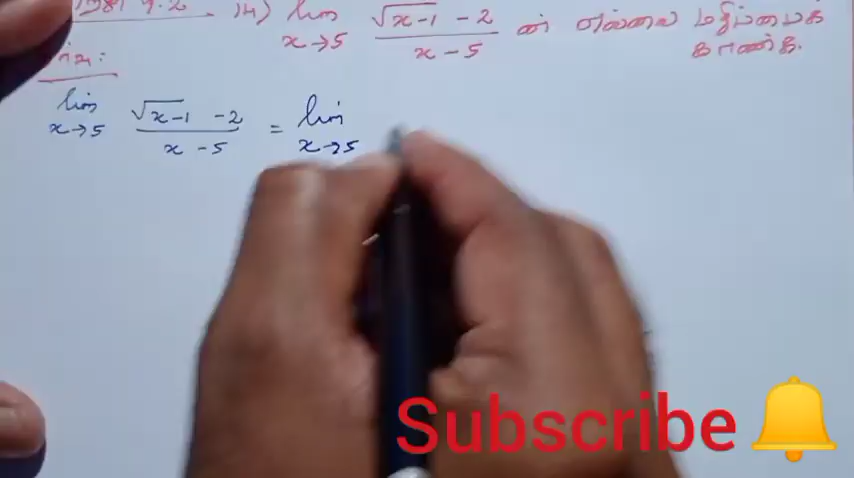 14) lim x→5 √x-1 -2 / x-5 ன் எல்லை மதிப்பைக்
காண்க.
lim x→5 √x-1 -2 / x-5 = lim x→5
Subscribe